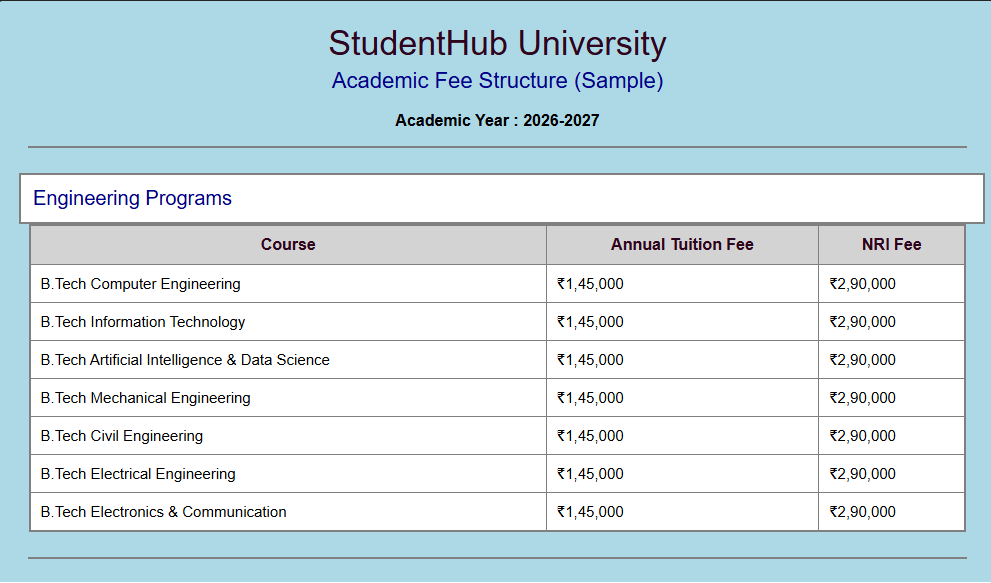 StudentHub University
Academic Fee Structure (Sample)
Academic Year : 2026-2027
Engineering Programs
Course Annual Tuition Fee NRI Fee
B.Tech Computer Engineering ₹1,45,000 ₹2,90,000
B.Tech Information Technology ₹1,45,000 ₹2,90,000
B.Tech Artificial Intelligence & Data Science ₹1,45,000 ₹2,90,000
B.Tech Mechanical Engineering ₹1,45,000 ₹2,90,000
B.Tech Civil Engineering ₹1,45,000 ₹2,90,000
B.Tech Electrical Engineering ₹1,45,000 ₹2,90,000
B.Tech Electronics & Communication ₹1,45,000 ₹2,90,000